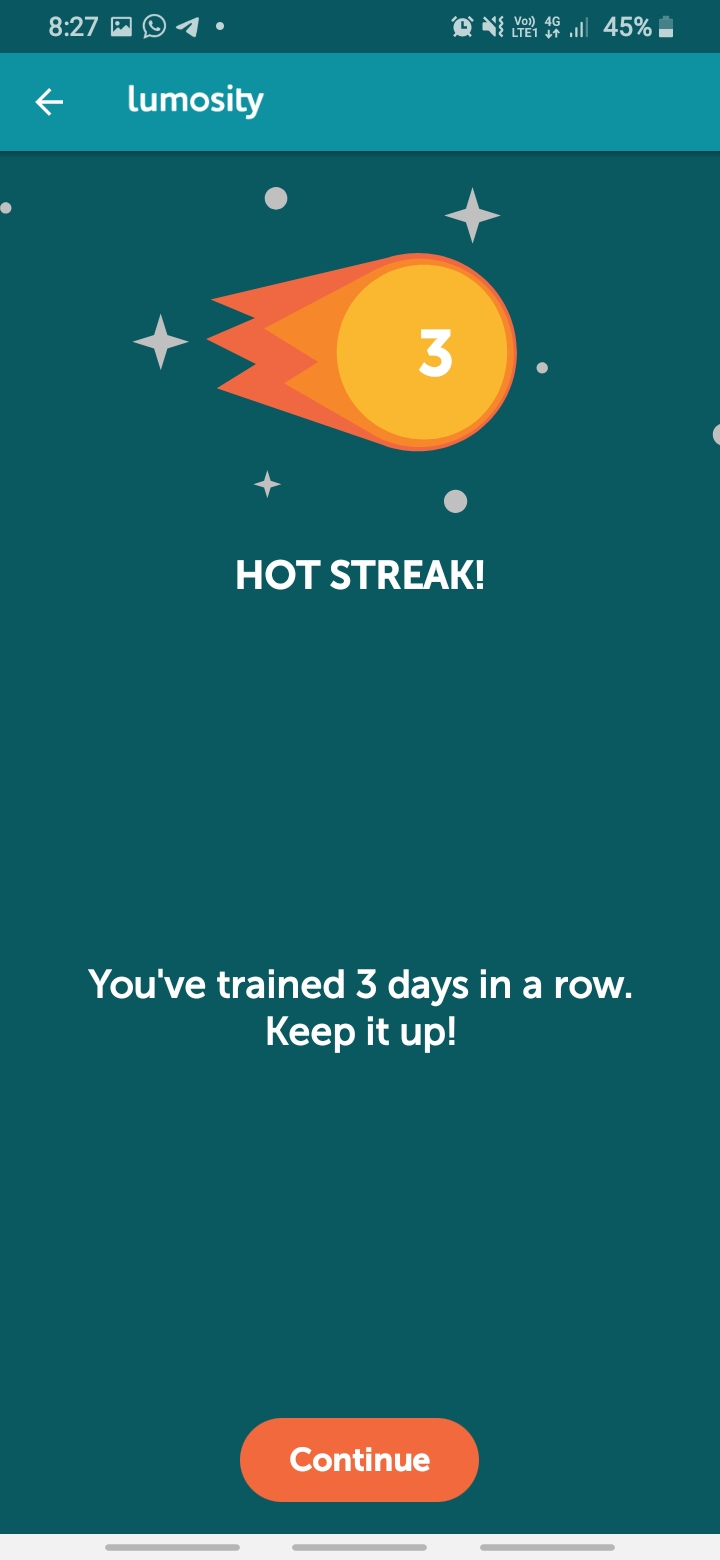 8:27 Vo)) LTE1 4G 45%
lumosity
3
HOT STREAK!
You've trained 3 days in a row.
Keep it up!
Continue